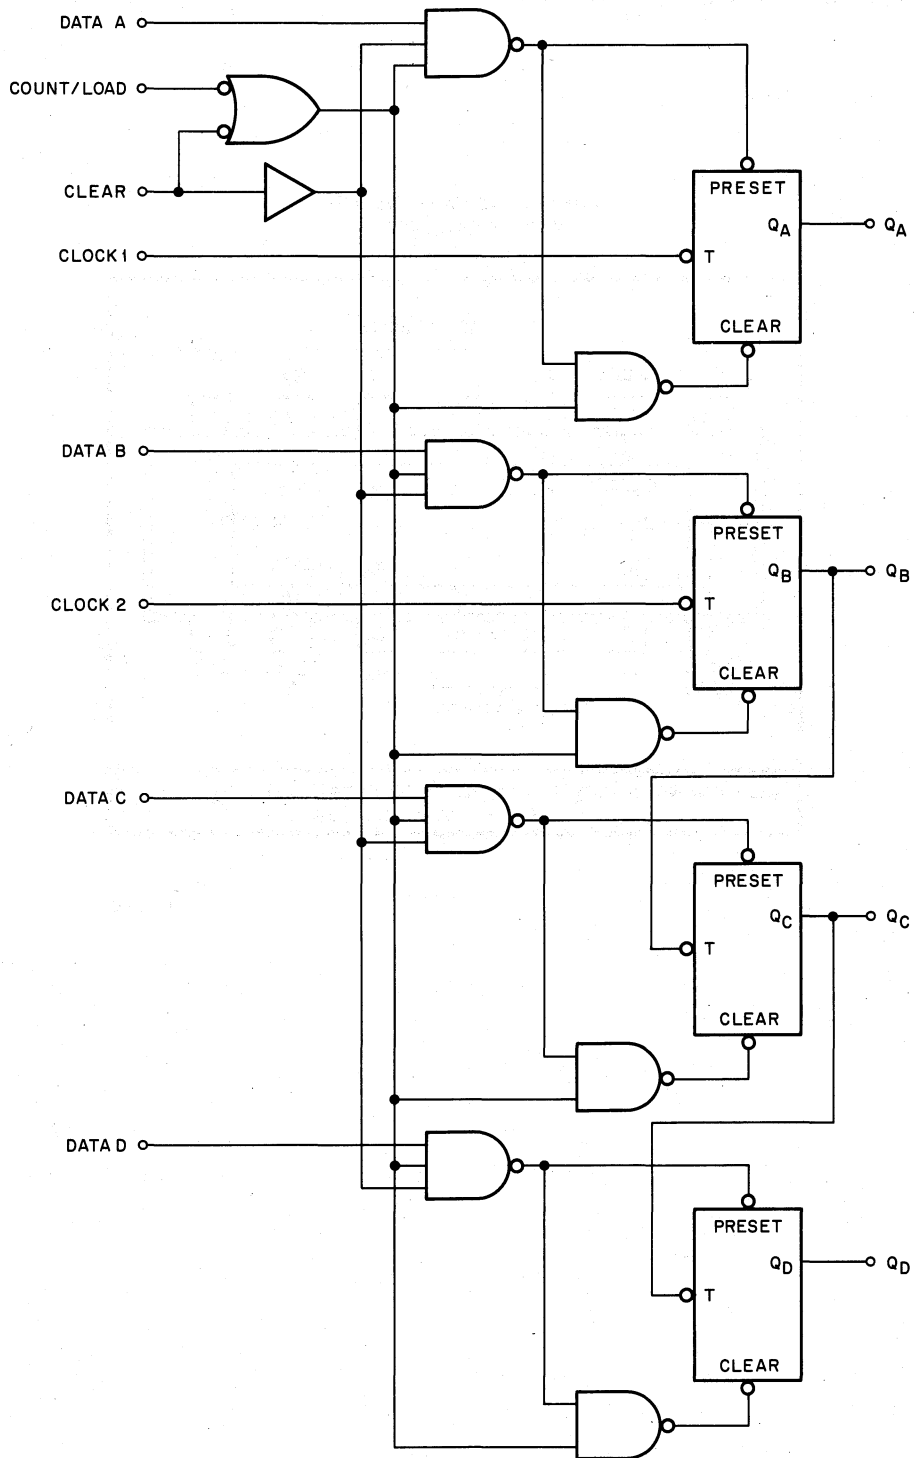 DATA A
COUNT/LOAD
CLEAR
PRESET
QA QA
CLOCK 1
T
CLEAR
DATA B
PRESET
QB QB
CLOCK 2
T
CLEAR
DATA C
PRESET
QC QC
T
CLEAR
DATA D
PRESET
QD QD
T
CLEAR